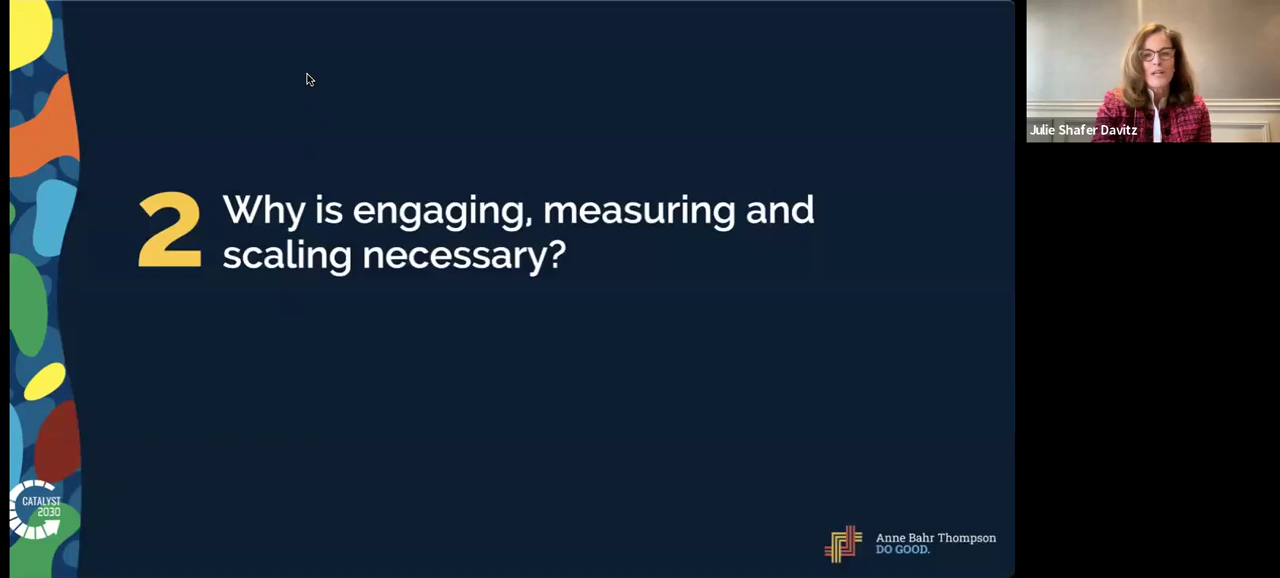 2 Why is engaging, measuring and
scaling necessary?
Julie Shafer Davitz
CATALYST
2030
Anne Bahr Thompson
DO GOOD.